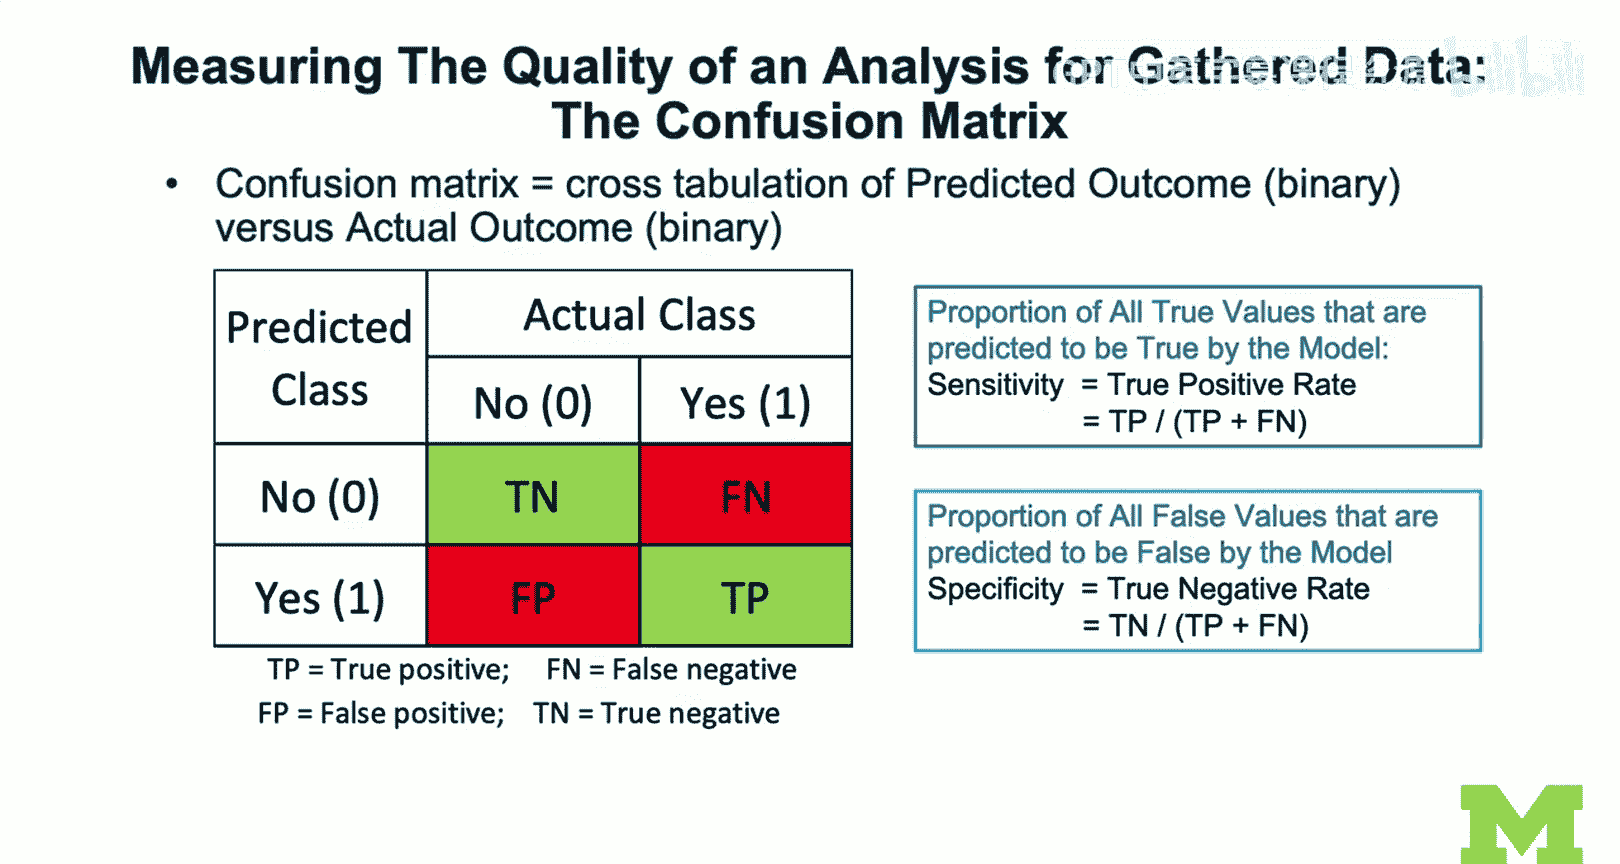 Measuring The Quality of an Analysis for Gathered Data:
The Confusion Matrix
• Confusion matrix = cross tabulation of Predicted Outcome (binary)
versus Actual Outcome (binary)
Predicted
Class
Actual Class
No (0)
Yes (1)
No (0)
TN
FN
Yes (1)
FP
TP
TP = True positive; FN = False negative
FP = False positive; TN = True negative
Proportion of All True Values that are
predicted to be True by the Model:
Sensitivity = True Positive Rate
= TP / (TP + FN)
Proportion of All False Values that are
predicted to be False by the Model
Specificity = True Negative Rate
= TN / (TP + FN)
M
bilibili